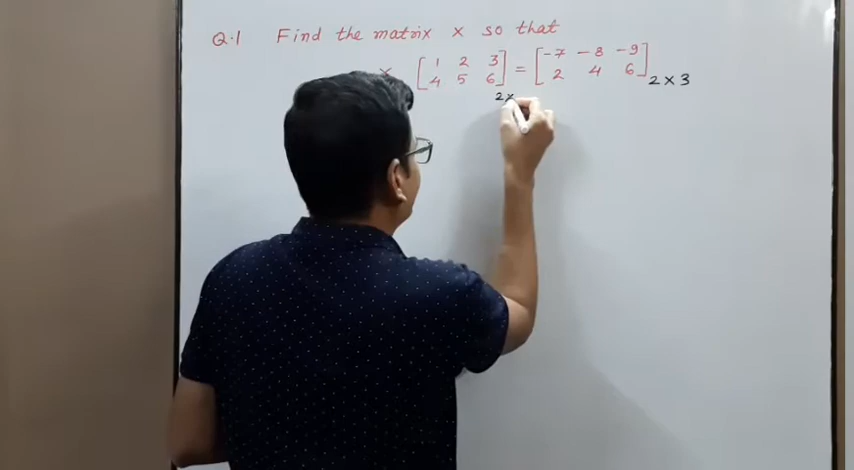 Q.1 Find the matrix x so that
x [1 2 3] = [-7 -8 -9]
[4 5 6] [2 4 6] 2×3
2×